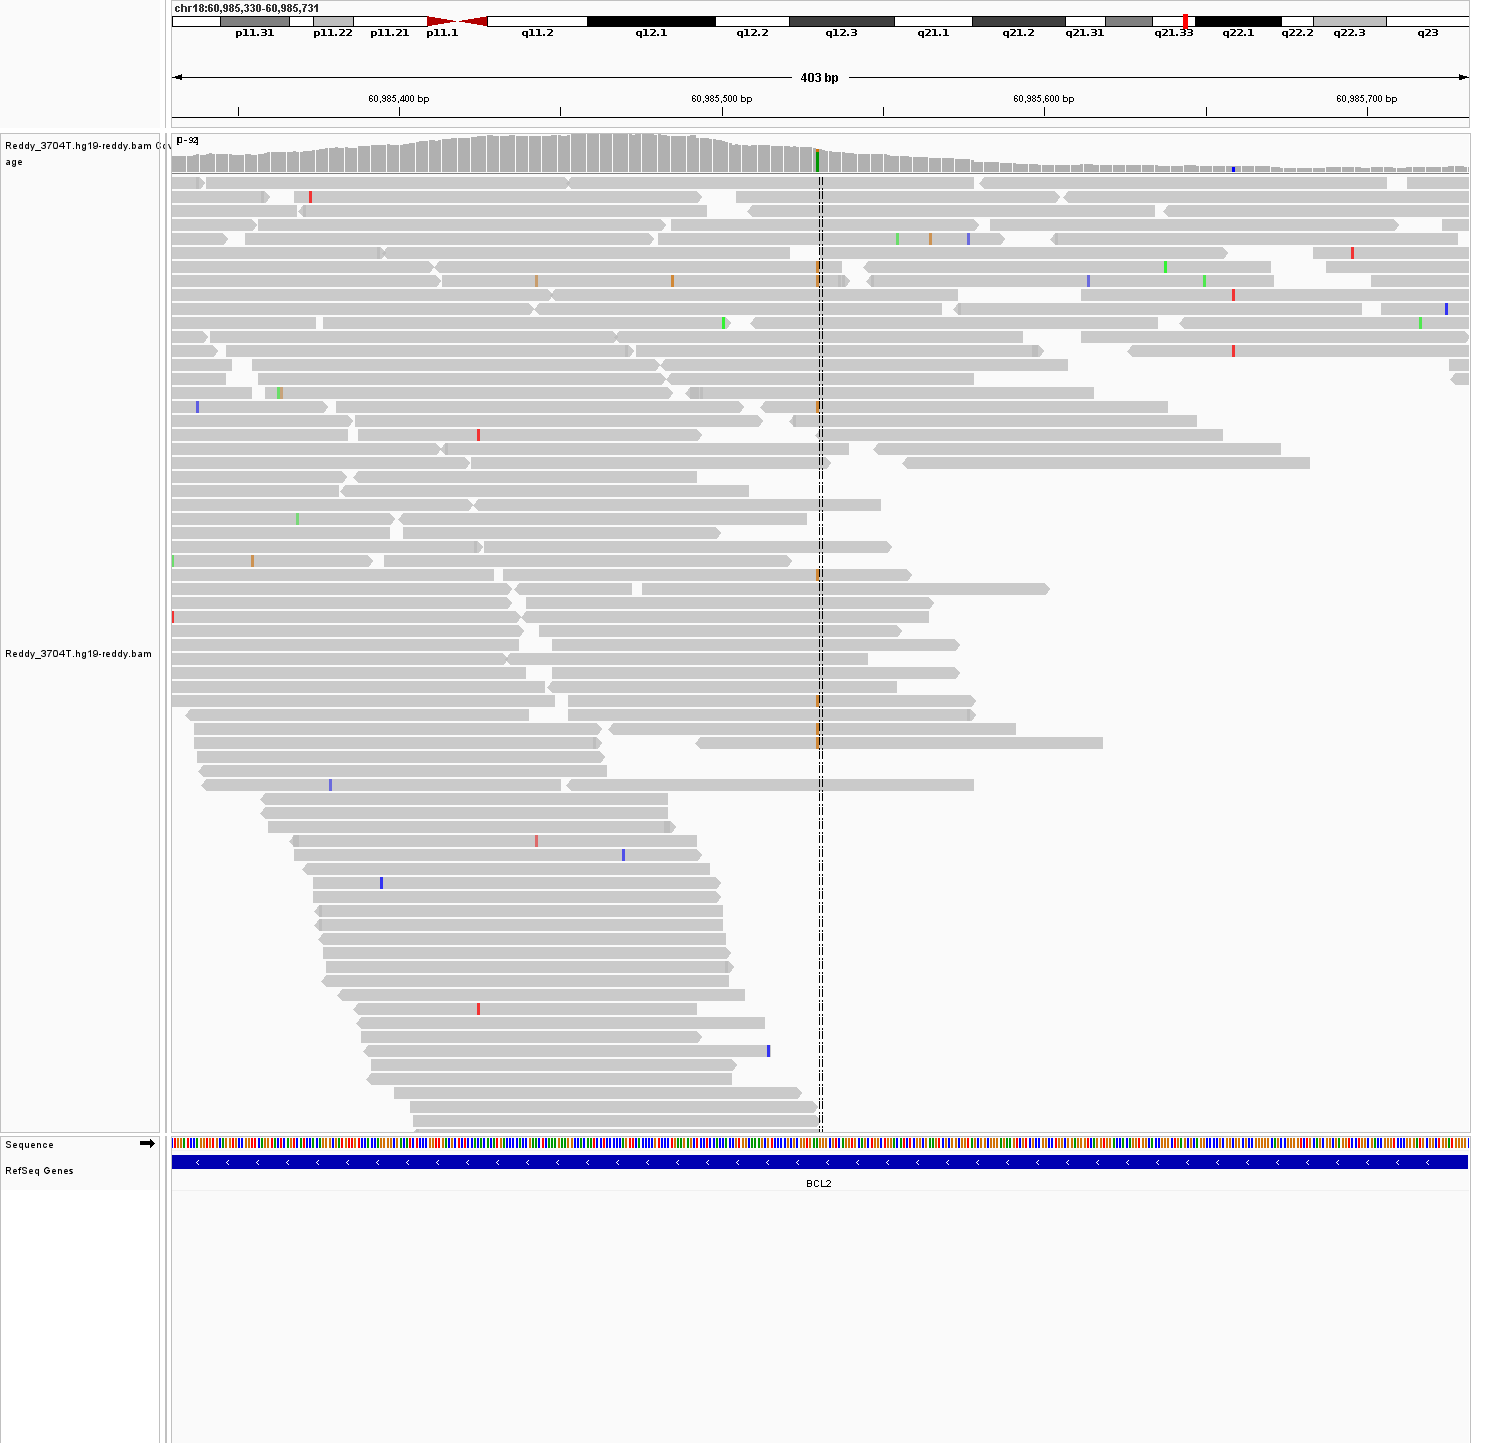 chr18:60,985,330-60,985,731
p11.31 p11.22 p11.21 p11.1 q11.2 q12.1 q12.2 q12.3 q21.1 q21.2 q21.31 q21.33 q22.1 q22.2 q22.3 q23
403 bp
60,985,400 bp 60,985,500 bp 60,985,600 bp 60,985,700 bp
[0 - 92]
Reddy_3704T.hg19-reddy.bam Cov
age
Reddy_3704T.hg19-reddy.bam
Sequence
RefSeq Genes
BCL2